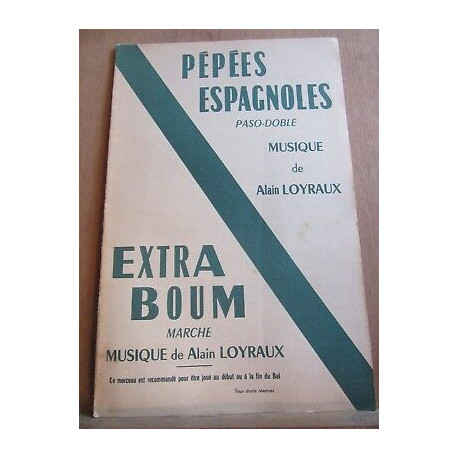 PÉPÉES
ESPAGNOLES
PASO-DOBLE
MUSIQUE
de
Alain LOYRAUX
EXTRA
BOUM
MARCHE
MUSIQUE de Alain LOYRAUX
Ce morceau est recommandé pour être joué au début ou à la fin du Bal
Tous droits réservés